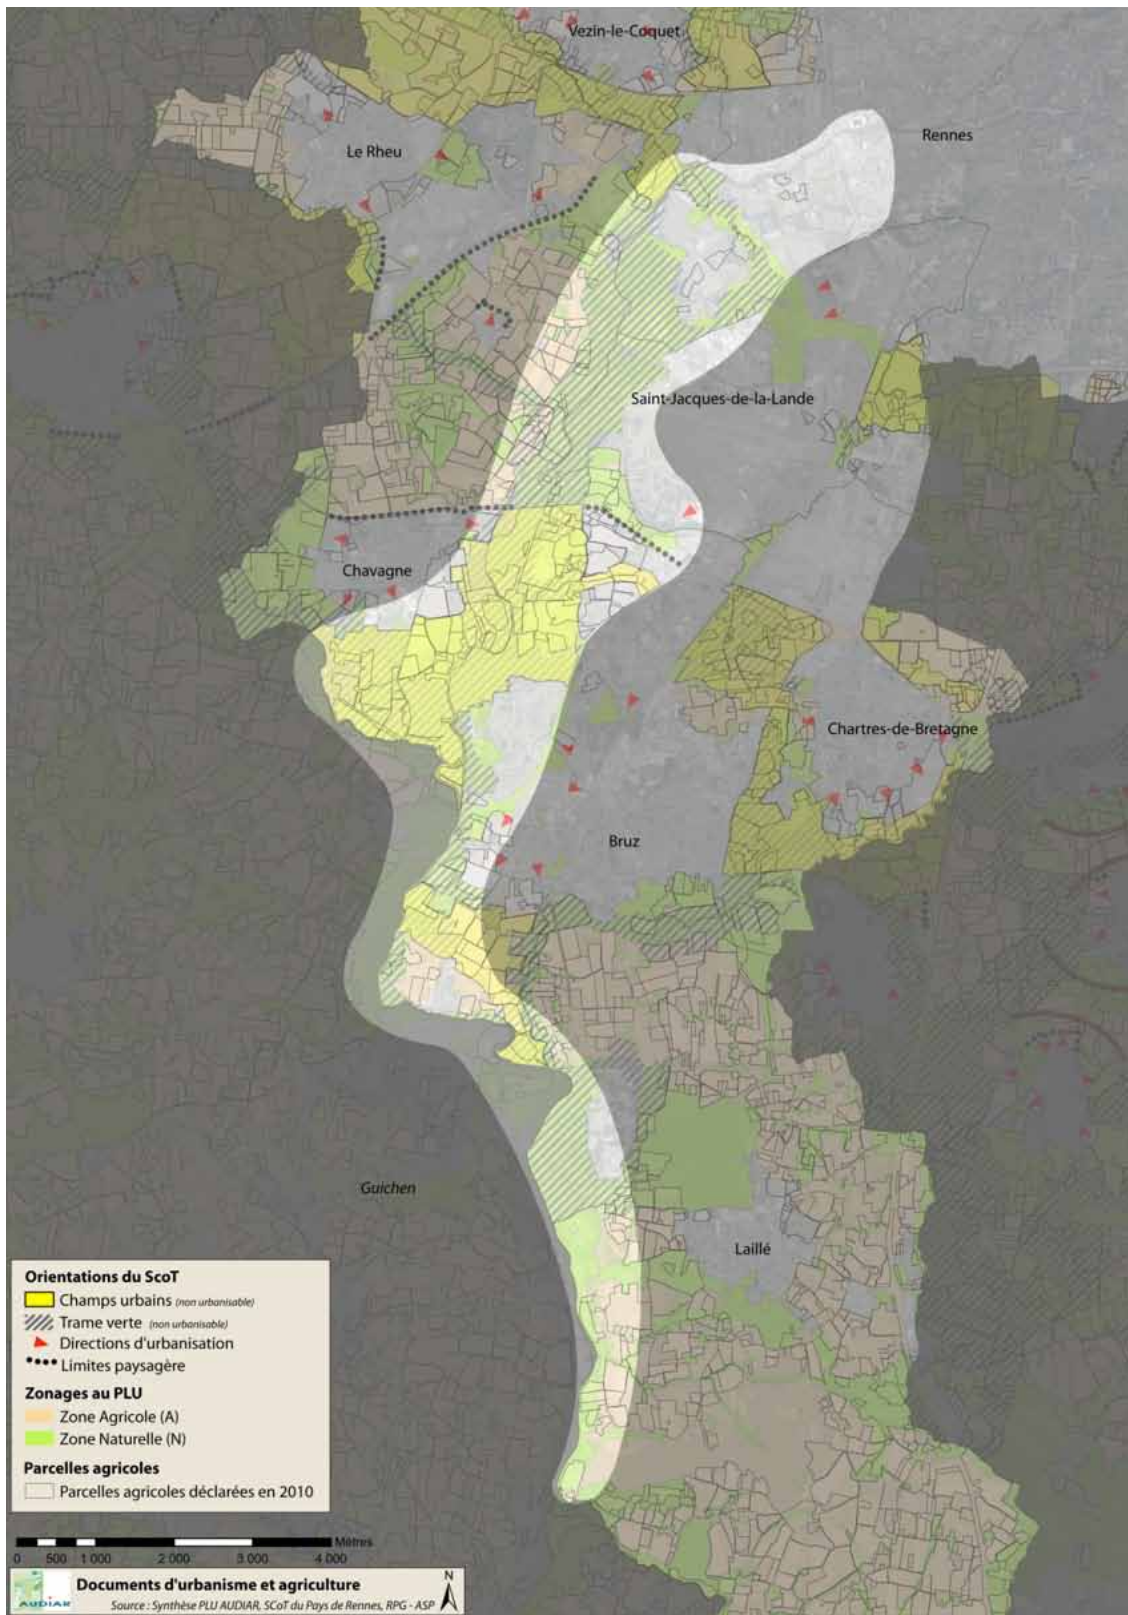 Vezin-le-Coquet
Rennes
Le Rheu
Saint-Jacques-de-la-Lande
Chavagne
Chartres-de-Bretagne
Bruz
Guichen
Laillé
Orientations du ScoT
Champs urbains (non urbanisable)
Trame verte (non urbanisable)
Directions d'urbanisation
Limites paysagère
Zonages au PLU
Zone Agricole (A)
Zone Naturelle (N)
Parcelles agricoles
Parcelles agricoles déclarées en 2010
Mètres
0 500 1 000 2 000 3 000 4 000
N
AUDIAR
Documents d'urbanisme et agriculture
Source : Synthèse PLU AUDIAR, SCoT du Pays de Rennes, RPG - ASP